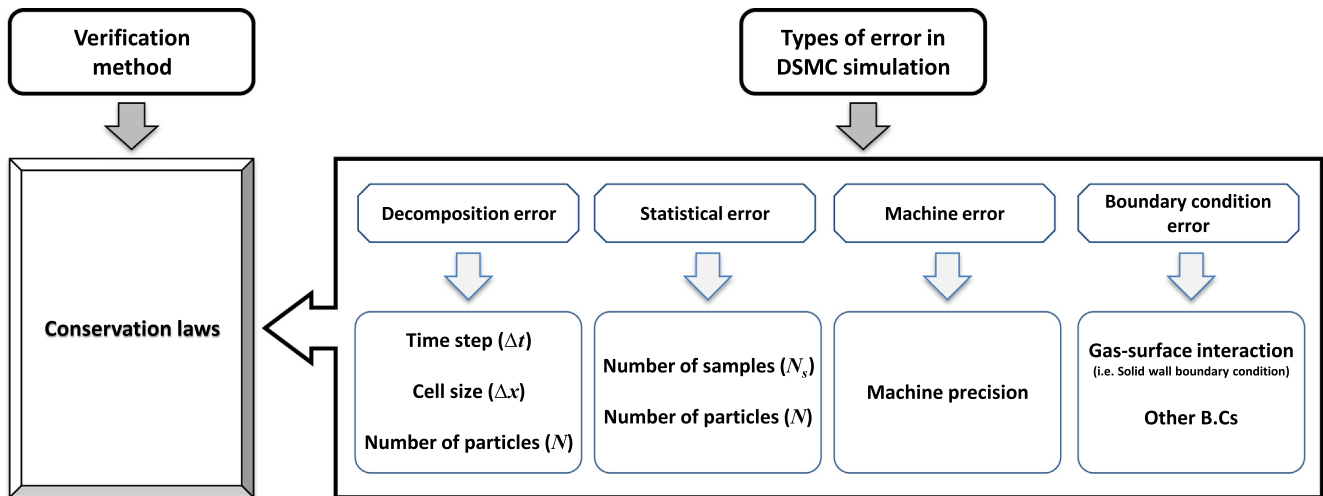 Verification
method
Types of error in
DSMC simulation
Conservation laws
Decomposition error
Statistical error
Machine error
Boundary condition
error
Time step (Δt)
Cell size (Δx)
Number of particles (N)
Number of samples (Ns)
Number of particles (N)
Machine precision
Gas-surface interaction
(i.e. Solid wall boundary condition)
Other B.Cs